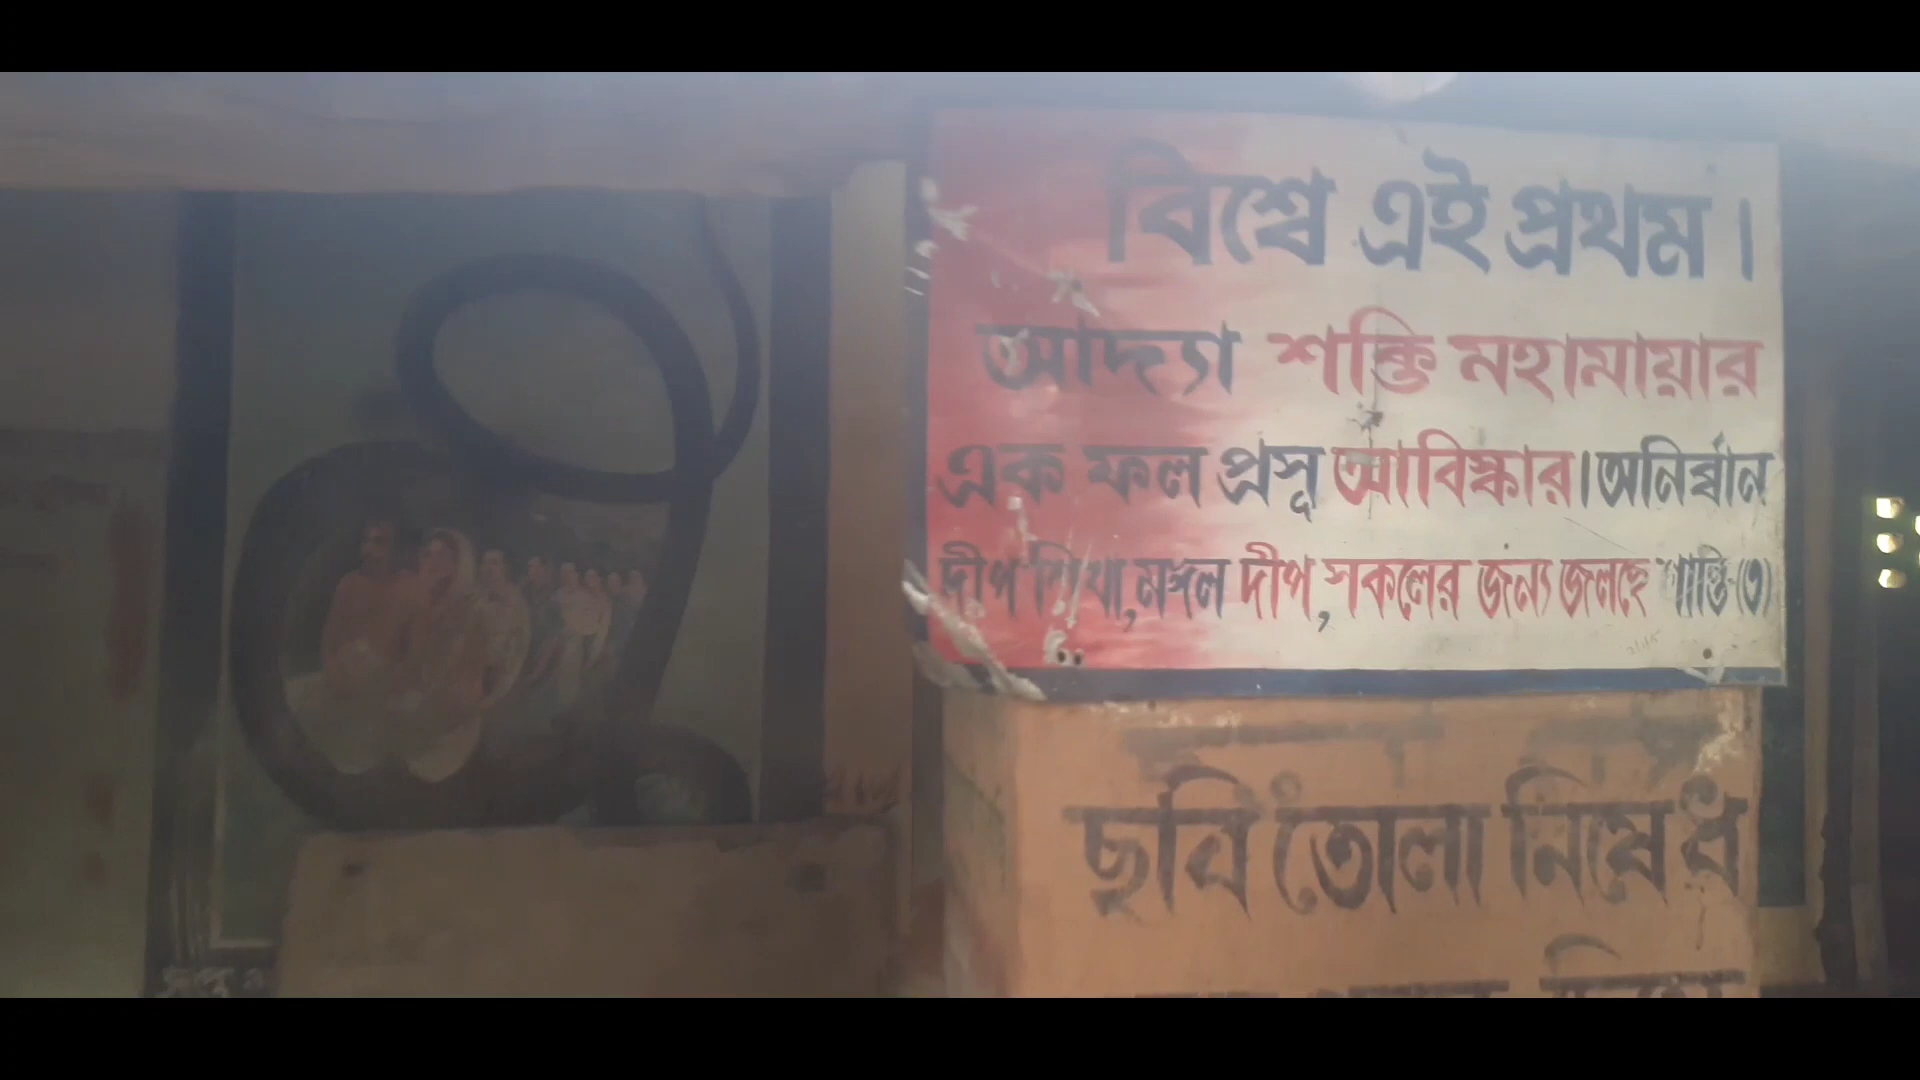 বিশ্বে এই প্রথম।
আদ্যা শক্তি মহামায়ার
এক ফল প্রসূ আবিস্কার। অনির্ব্বান
দীপ শিখা, মঙ্গল দীপ, সকলের জন্য জলছে শান্তি (৩)
ছবি তোলা নিষেধ